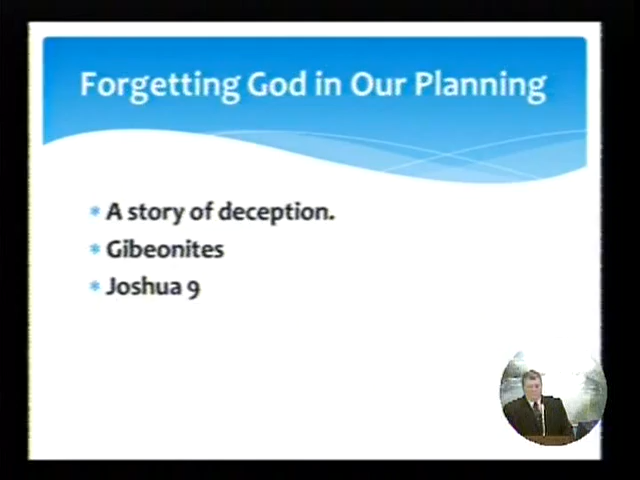 Forgetting God in Our Planning
A story of deception.
Gibeonites
Joshua 9